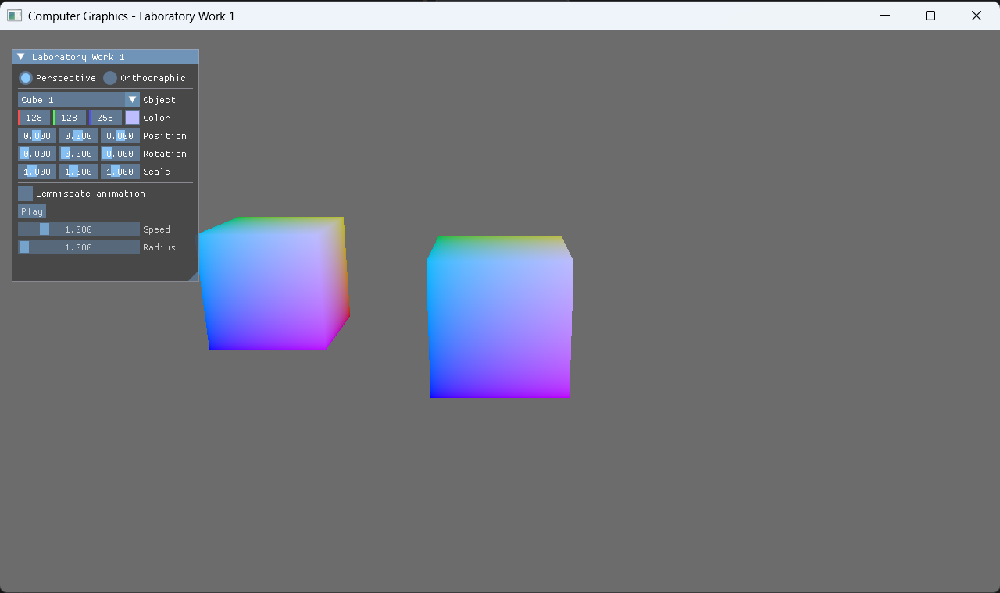 Computer Graphics - Laboratory Work 1
Laboratory Work 1
Perspective Orthographic
Cube 1 Object
128 128 255 Color
0.000 0.000 0.000 Position
0.000 0.000 0.000 Rotation
1.000 1.000 1.000 Scale
Lemniscate animation
Play
1.000 Speed
1.000 Radius